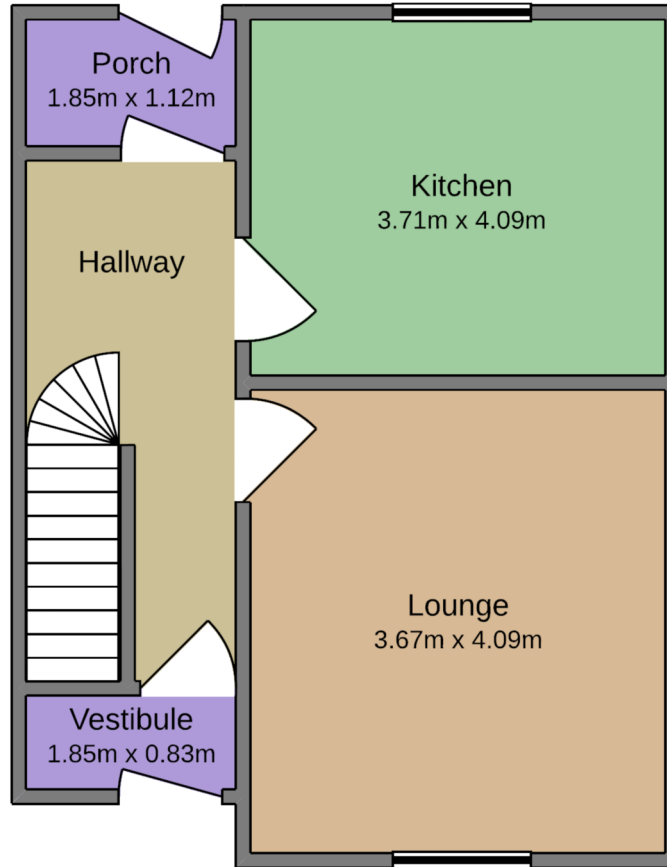 Porch
1.85m x 1.12m
Kitchen
3.71m x 4.09m
Hallway
Lounge
3.67m x 4.09m
Vestibule
1.85m x 0.83m